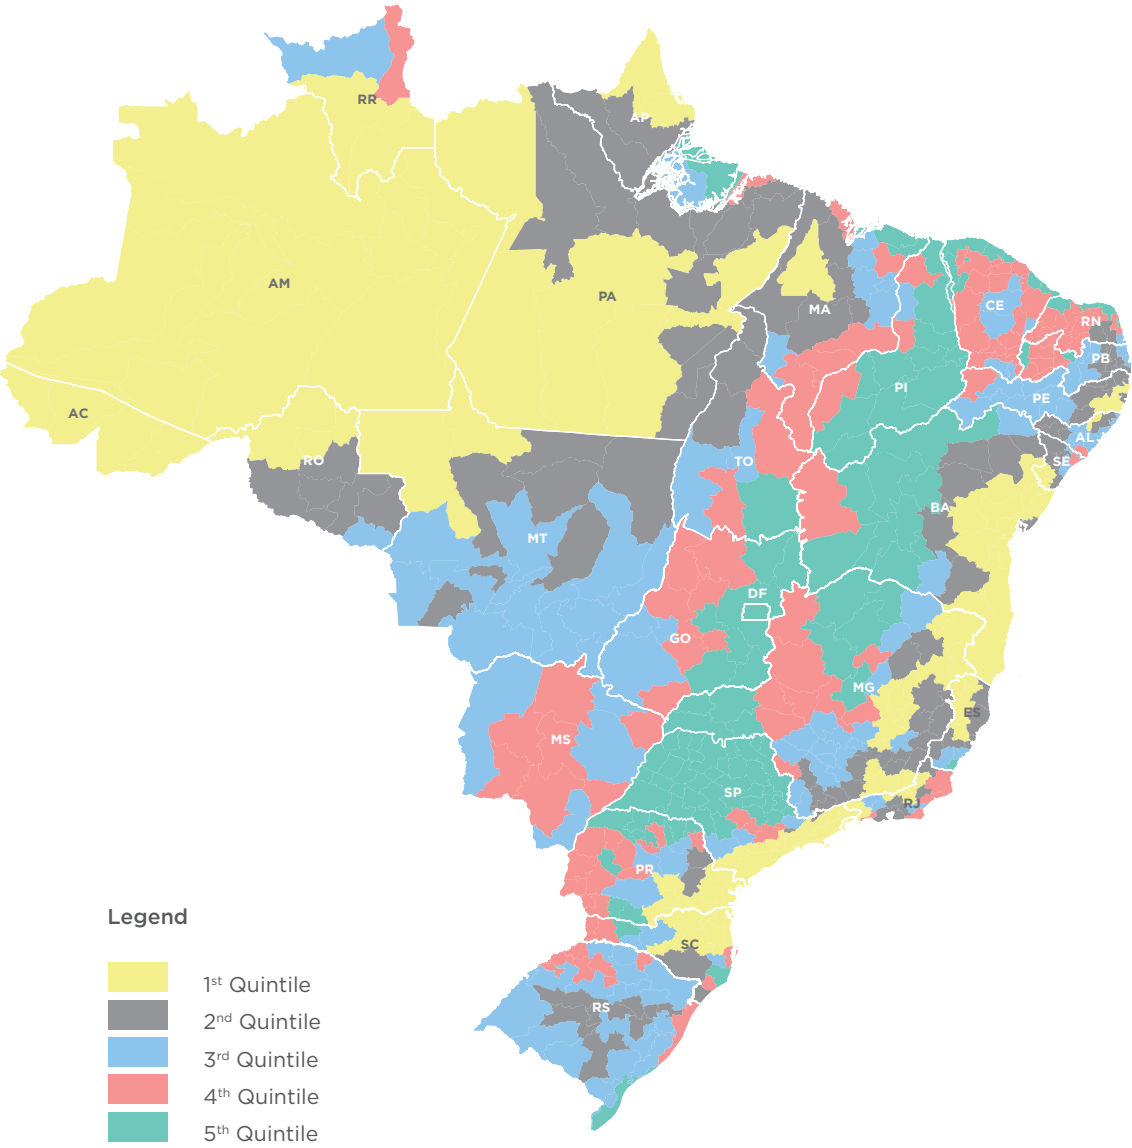 RR
AP
AM
PA
MA
CE
RN
PB
PI
PE
AC
AL
RO
TO
SE
BA
MT
DF
GO
MG
ES
MS
SP
RJ
PR
SC
RS
Legend
1st Quintile
2nd Quintile
3rd Quintile
4th Quintile
5th Quintile